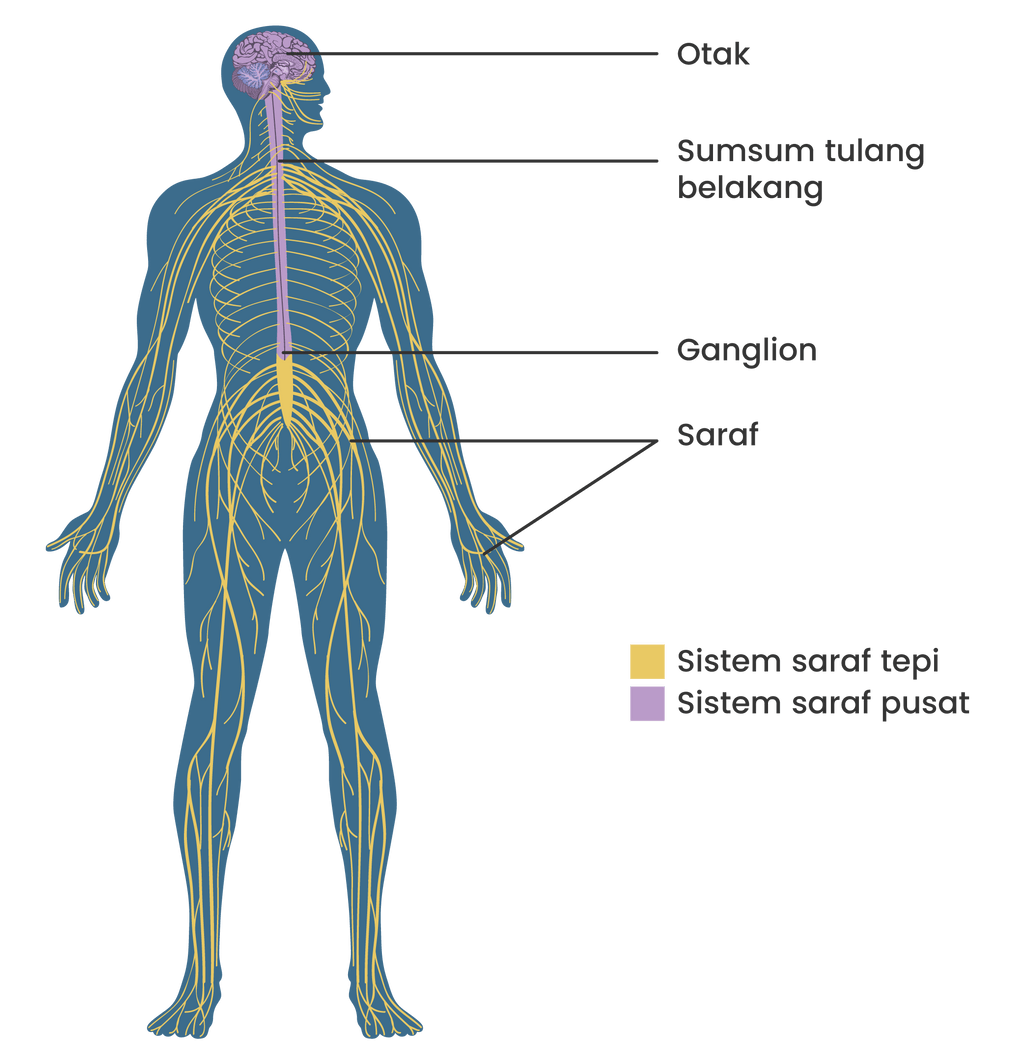 Otak
Sumsum tulang
belakang
Ganglion
Saraf
Sistem saraf tepi
Sistem saraf pusat